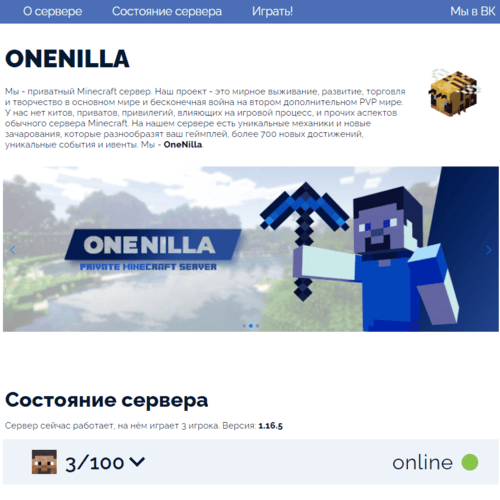 О сервере Состояние сервера Играть! Мы в ВК
ONENILLA
Мы - приватный Minecraft сервер. Наш проект - это мирное выживание, развитие, торговля
и творчество в основном мире и бесконечная война на втором дополнительном PVP мире.
У нас нет китов, приватов, привилегий, влияющих на игровой процесс, и прочих аспектов
обычного сервера Minecraft. На нашем сервере есть уникальные механики и новые
зачарования, которые разнообразят ваш геймплей, более 700 новых достижений,
уникальные события и ивенты. Мы - OneNilla.
ONENILLA
PRIVATE MINECRAFT SERVER
Состояние сервера
Сервер сейчас работает, на нём играет 3 игрока. Версия: 1.16.5
3/100 online